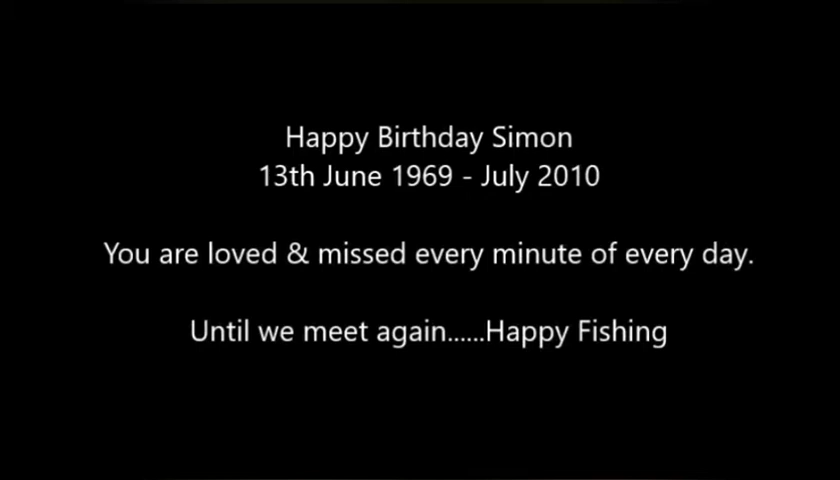 Happy Birthday Simon
13th June 1969 - July 2010
You are loved & missed every minute of every day.
Until we meet again......Happy Fishing